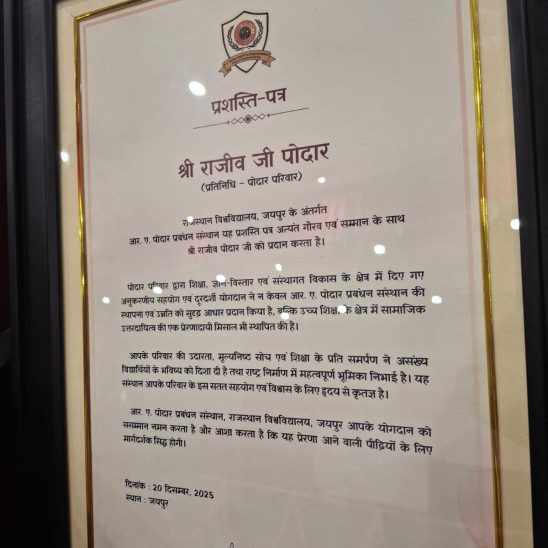 प्रशस्ति-पत्र
श्री राजीव जी पोदार
(प्रतिनिधि - पोदार परिवार)
राजस्थान विश्वविद्यालय, जयपुर के अंतर्गत
आर. ए. पोदार प्रबंधन संस्थान यह प्रशस्ति पत्र अत्यंत गौरव एवं सम्मान के साथ
श्री राजीव पोदार जी को प्रदान करता है।
पोदार परिवार द्वारा शिक्षा, ज्ञान-विस्तार एवं संस्थागत विकास के क्षेत्र में दिए गए
अनुकरणीय सहयोग एवं दूरदर्शी योगदान ने न केवल आर. ए. पोदार प्रबंधन संस्थान की
स्थापना एवं उन्नति को सुदृढ़ आधार प्रदान किया है, बल्कि उच्च शिक्षा के क्षेत्र में सामाजिक
उत्तरदायित्व की एक प्रेरणादायी मिसाल भी स्थापित की है।
आपके परिवार की उदारता, मूल्यनिष्ठ सोच एवं शिक्षा के प्रति समर्पण ने असंख्य
विद्यार्थियों के भविष्य को दिशा दी है तथा राष्ट्र निर्माण में महत्वपूर्ण भूमिका निभाई है। यह
संस्थान आपके परिवार के इस सतत सहयोग एवं विश्वास के लिए हृदय से कृतज्ञ है।
आर. ए. पोदार प्रबंधन संस्थान, राजस्थान विश्वविद्यालय, जयपुर आपके योगदान को
ससम्मान नमन करता है और आशा करता है कि यह प्रेरणा आने वाली पीढ़ियों के लिए
मार्गदर्शक सिद्ध होगी।
दिनांक : 20 दिसम्बर, 2025
स्थान : जयपुर